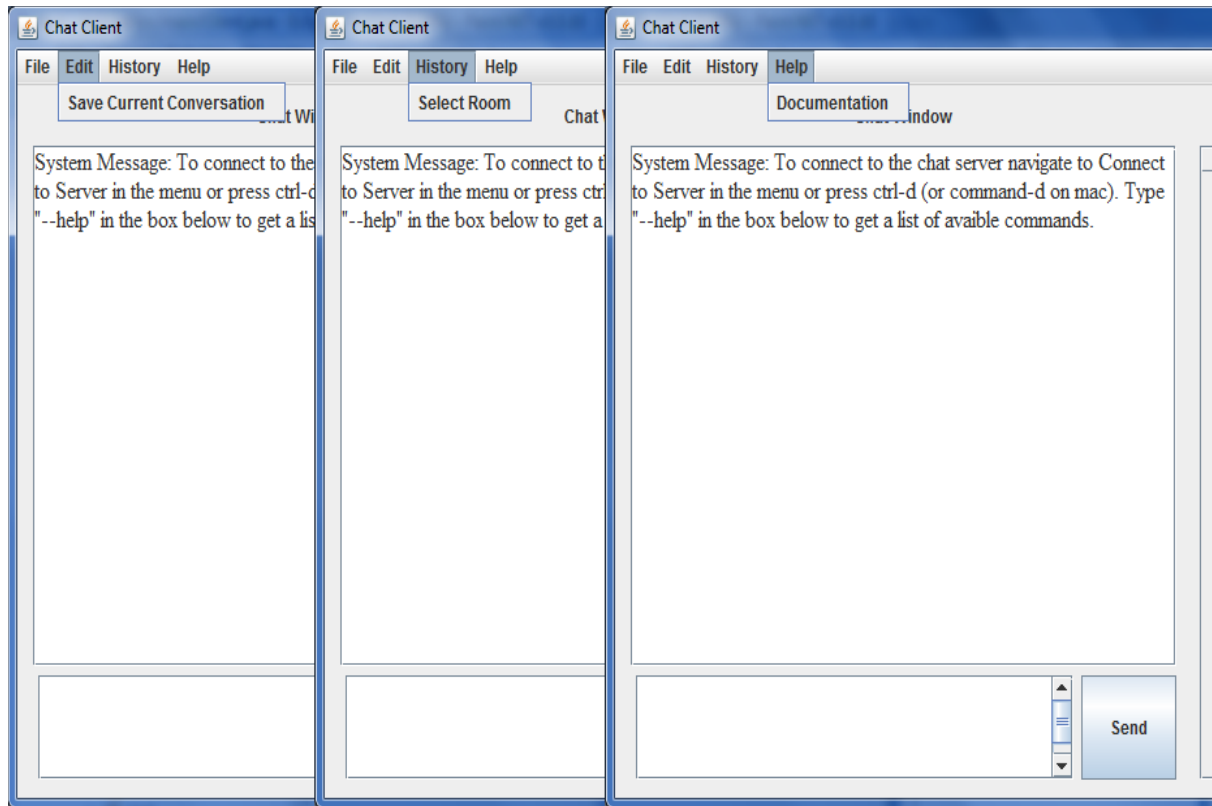 Chat Client
File Edit History Help
Save Current Conversation
t Wi
System Message: To connect to the
to Server in the menu or press ctrl-d
"--help" in the box below to get a lis
Chat Client
File Edit History Help
Select Room
Chat
System Message: To connect to t
to Server in the menu or press ctrl
"--help" in the box below to get a
Chat Client
File Edit History Help
Documentation
indow
System Message: To connect to the chat server navigate to Connect
to Server in the menu or press ctrl-d (or command-d on mac). Type
"--help" in the box below to get a list of avaible commands.
Send